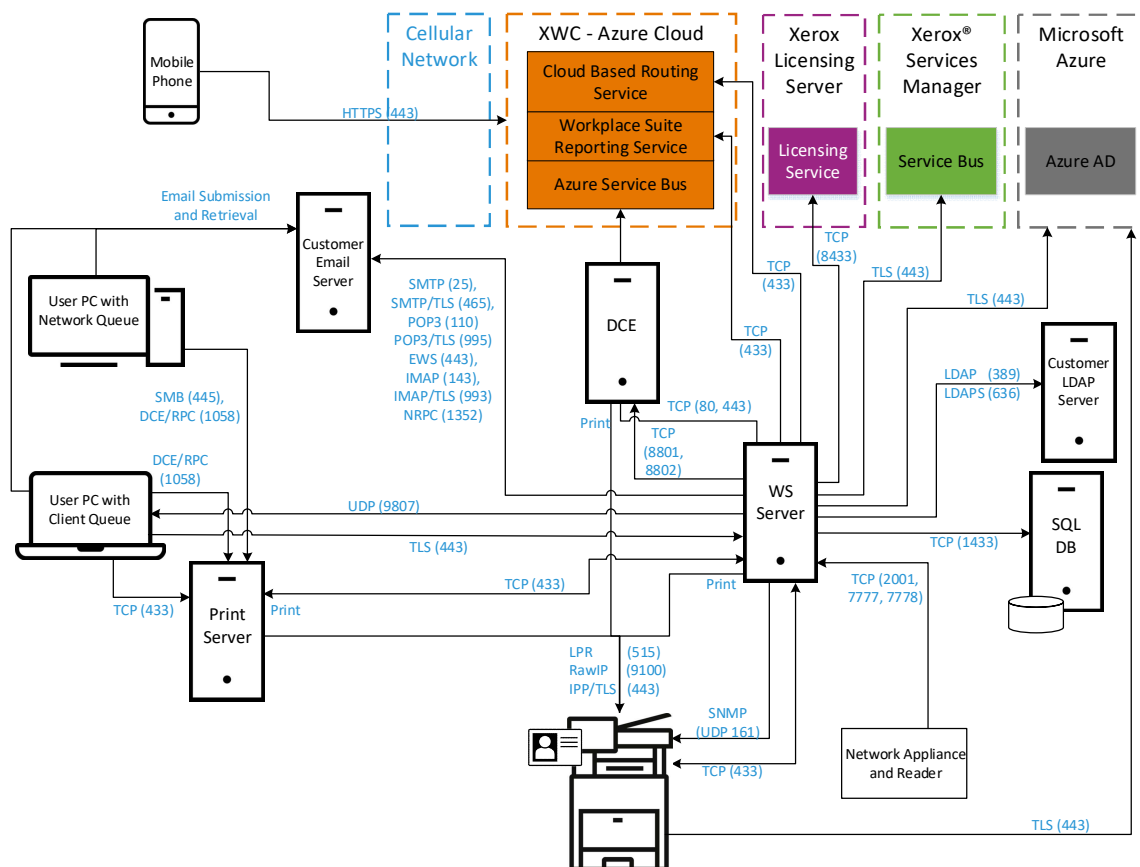 Mobile
Phone
Cellular
Network
XWC - Azure Cloud
Cloud Based Routing
Service
Workplace Suite
Reporting Service
Azure Service Bus
Xerox
Licensing
Server
Licensing
Service
Xerox®
Services
Manager
Service Bus
Microsoft
Azure
Azure AD
HTTPS (443)
Email Submission
and Retrieval
Customer
Email
Server
User PC with
Network Queue
SMTP (25),
SMTP/TLS (465),
POP3 (110)
POP3/TLS (995)
EWS (443),
IMAP (143),
IMAP/TLS (993)
NRPC (1352)
DCE
TCP
(8433)
TCP
(433)
TLS (443)
TLS (443)
TCP
(433)
Customer
LDAP
Server
LDAP (389)
LDAPS (636)
SMB (445),
DCE/RPC (1058)
Print
TCP (80, 443)
TCP
(8801,
8802)
DCE/RPC
(1058)
User PC with
Client Queue
UDP (9807)
TLS (443)
WS
Server
SQL
DB
TCP (1433)
TCP (433)
Print
Server
Print
TCP (433)
Print
TCP (2001,
7777, 7778)
LPR (515)
RawIP (9100)
IPP/TLS (443)
SNMP
(UDP 161)
TCP (433)
Network Appliance
and Reader
TLS (443)